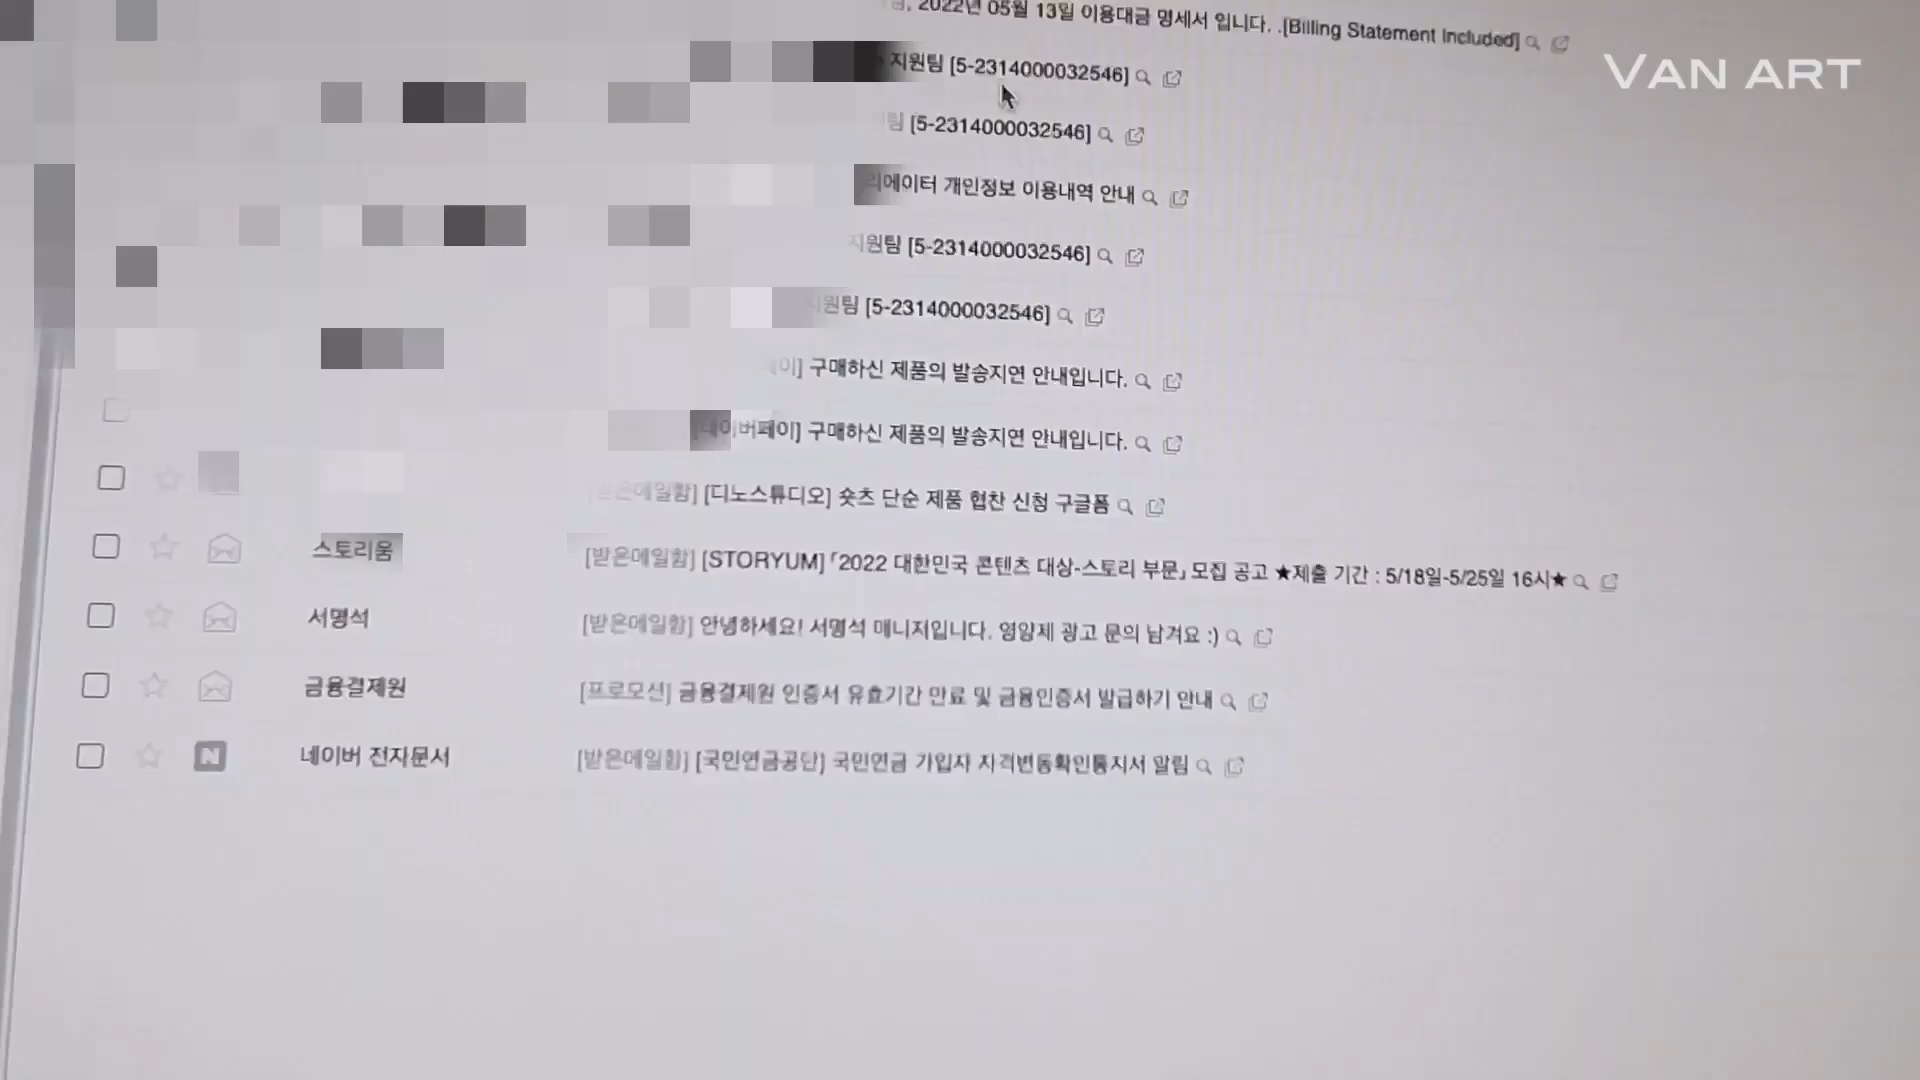 2022년 05월 13일 이용대금 명세서 입니다. .[Billing Statement Included]
VAN ART
지원팀 [5-2314000032546]
팀 [5-2314000032546]
리에이터 개인정보 이용내역 안내
지원팀 [5-2314000032546]
지원팀 [5-2314000032546]
이] 구매하신 제품의 발송지연 안내입니다.
[네이버페이] 구매하신 제품의 발송지연 안내입니다.
[받은메일함] [디노스튜디오] 숏츠 단순 제품 협찬 신청 구글폼
스토리움 [받은메일함] [STORYUM]「2022 대한민국 콘텐츠 대상-스토리 부문」모집 공고 ★제출 기간 : 5/18일-5/25일 16시★
서명석 [받은메일함] 안녕하세요! 서명석 매니저입니다. 영양제 광고 문의 남겨요 :)
금융결제원 [프로모션] 금융결제원 인증서 유효기간 만료 및 금융인증서 발급하기 안내
N 네이버 전자문서 [받은메일함] [국민연금공단] 국민연금 가입자 자격변동확인통지서 알림